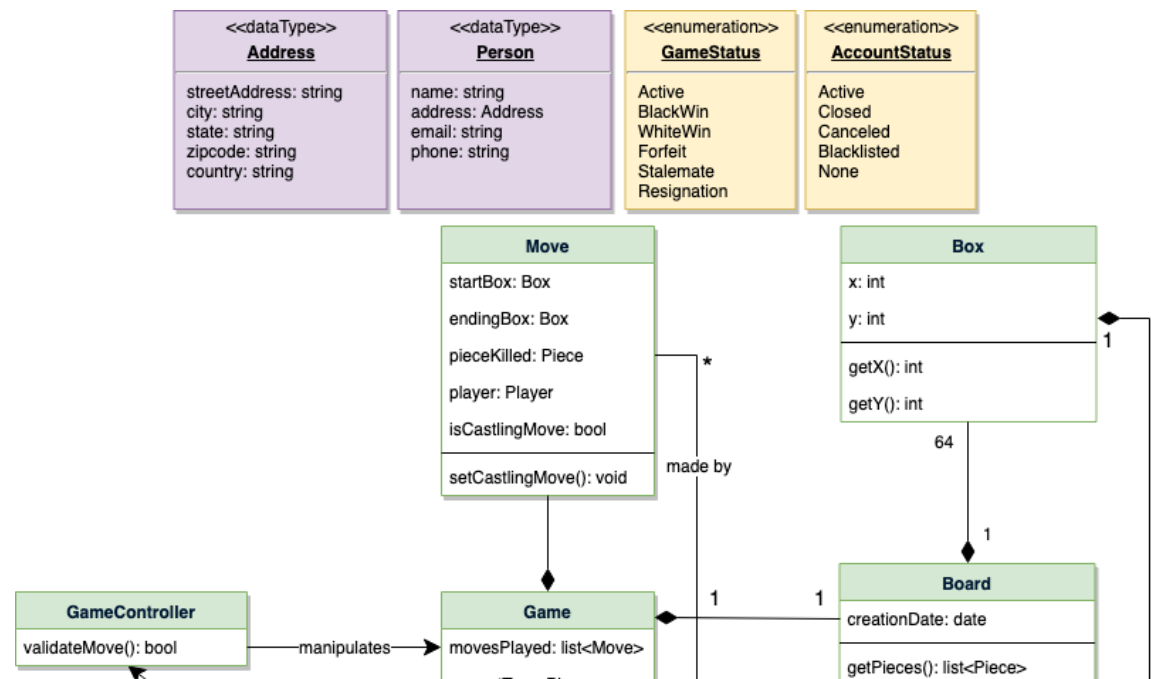 <<dataType>>
Address
streetAddress: string
city: string
state: string
zipcode: string
country: string
<<dataType>>
Person
name: string
address: Address
email: string
phone: string
<<enumeration>>
GameStatus
Active
BlackWin
WhiteWin
Forfeit
Stalemate
Resignation
<<enumeration>>
AccountStatus
Active
Closed
Canceled
Blacklisted
None
Move
startBox: Box
endingBox: Box
pieceKilled: Piece
player: Player
isCastlingMove: bool
setCastlingMove(): void
*
made by
Box
x: int
y: int
getX(): int
getY(): int
1
64
1
GameController
validateMove(): bool
manipulates
Game
movesPlayed: list<Move>
1
1
Board
creationDate: date
getPieces(): list<Piece>